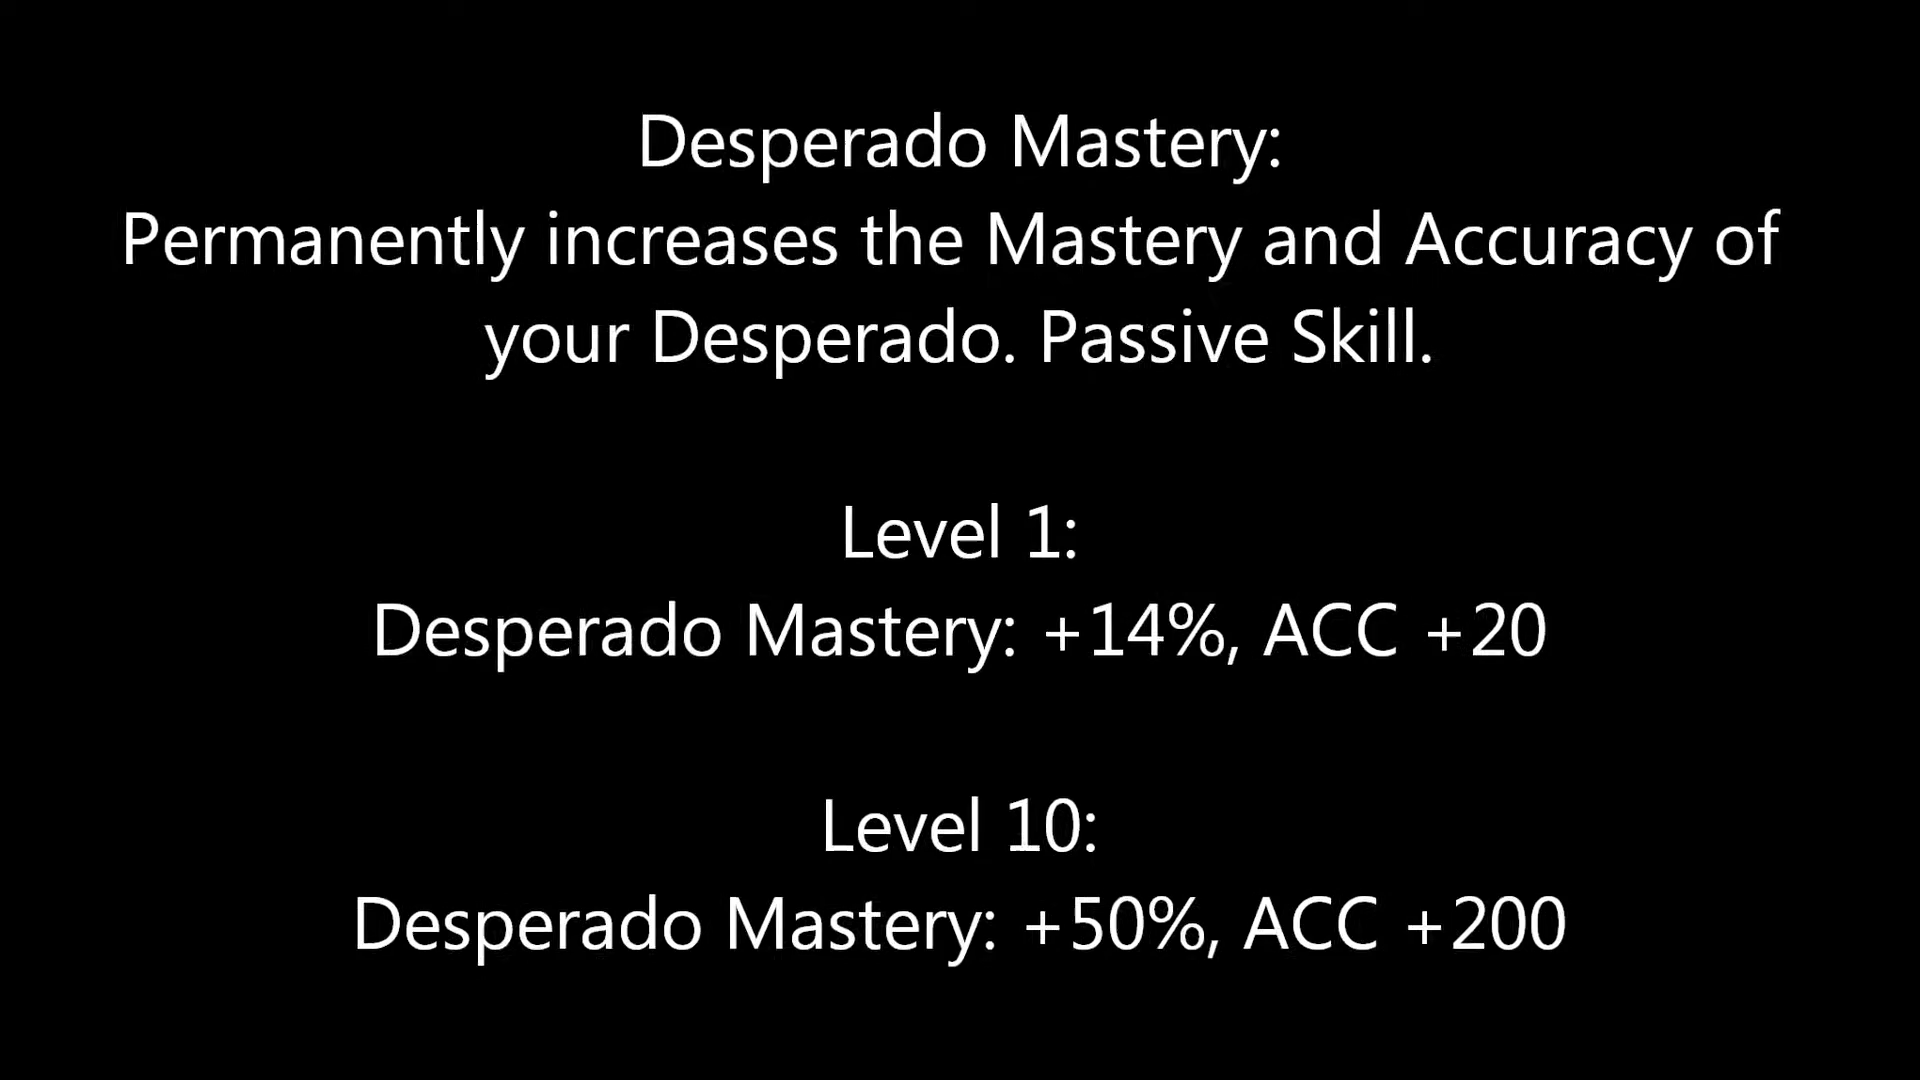 Desperado Mastery:
Permanently increases the Mastery and Accuracy of
your Desperado. Passive Skill.
Level 1:
Desperado Mastery: +14%, ACC +20
Level 10:
Desperado Mastery: +50%, ACC +200